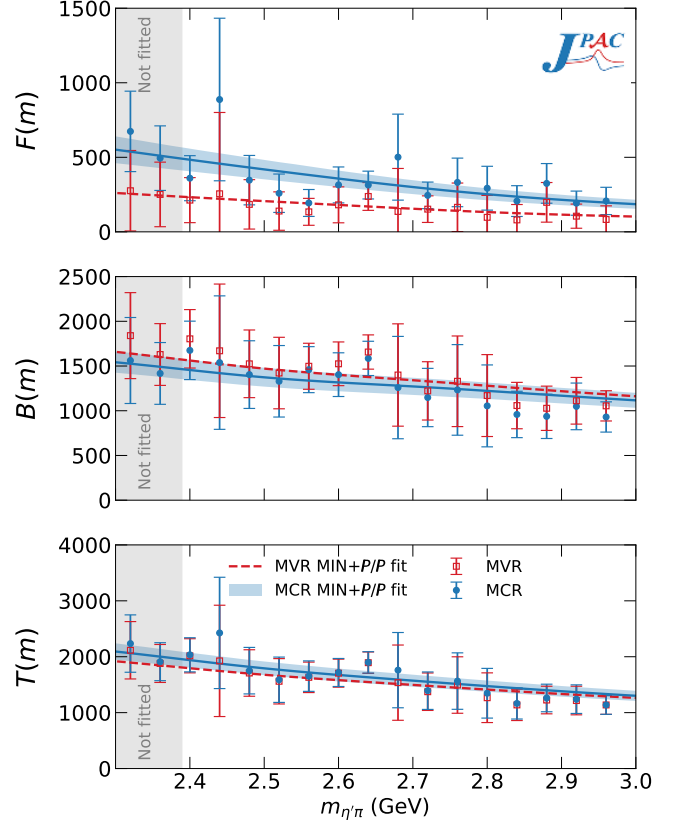 1500
1000
500
0
F(m)
Not fitted
JPAC
2500
2000
1500
1000
500
0
B(m)
Not fitted
4000
3000
2000
1000
0
T(m)
Not fitted
MVR MIN+P/P fit
MCR MIN+P/P fit
MVR
MCR
2.4 2.5 2.6 2.7 2.8 2.9 3.0
m_{η′π} (GeV)